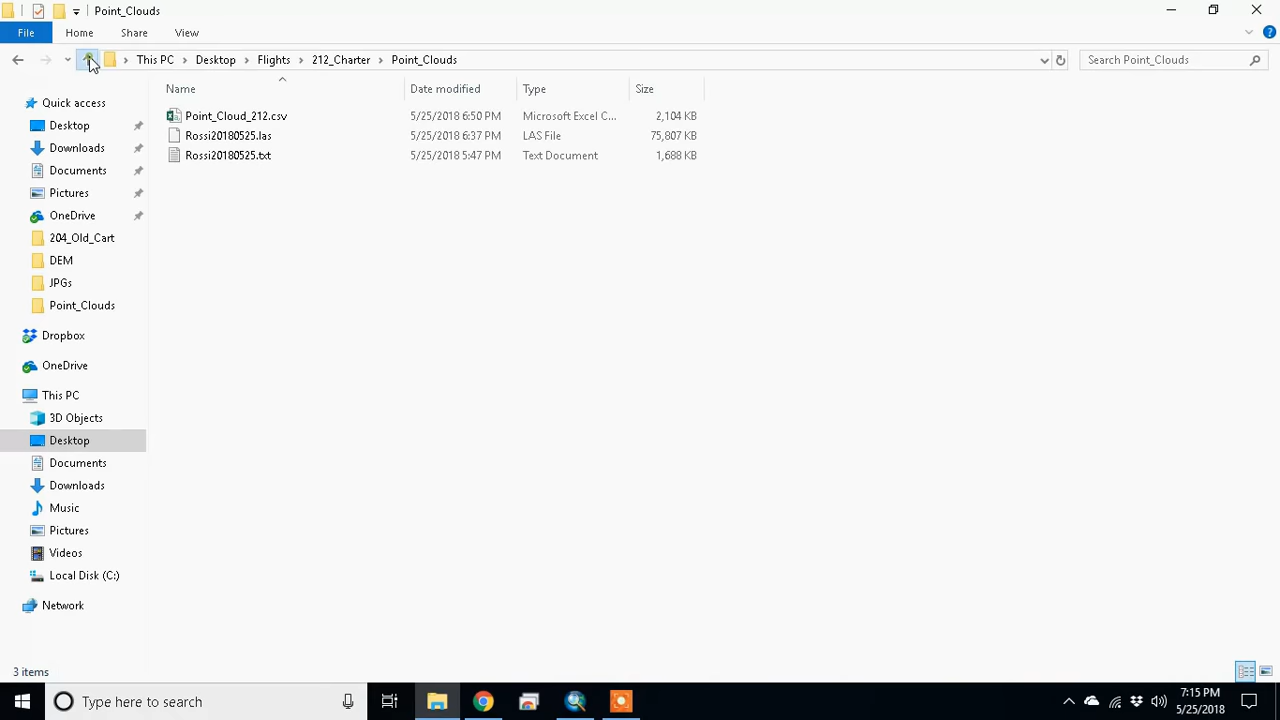 Point_Clouds
File Home Share View
This PC Desktop Flights 212_Charter Point_Clouds Search Point_Clouds
Name Date modified Type Size
Point_Cloud_212.csv 5/25/2018 6:50 PM Microsoft Excel C... 2,104 KB
Rossi20180525.las 5/25/2018 6:37 PM LAS File 75,807 KB
Rossi20180525.txt 5/25/2018 5:47 PM Text Document 1,688 KB
Quick access
Desktop
Downloads
Documents
Pictures
OneDrive
204_Old_Cart
DEM
JPGs
Point_Clouds
Dropbox
OneDrive
This PC
3D Objects
Desktop
Documents
Downloads
Music
Pictures
Videos
Local Disk (C:)
Network
3 items
Type here to search
7:15 PM
5/25/2018